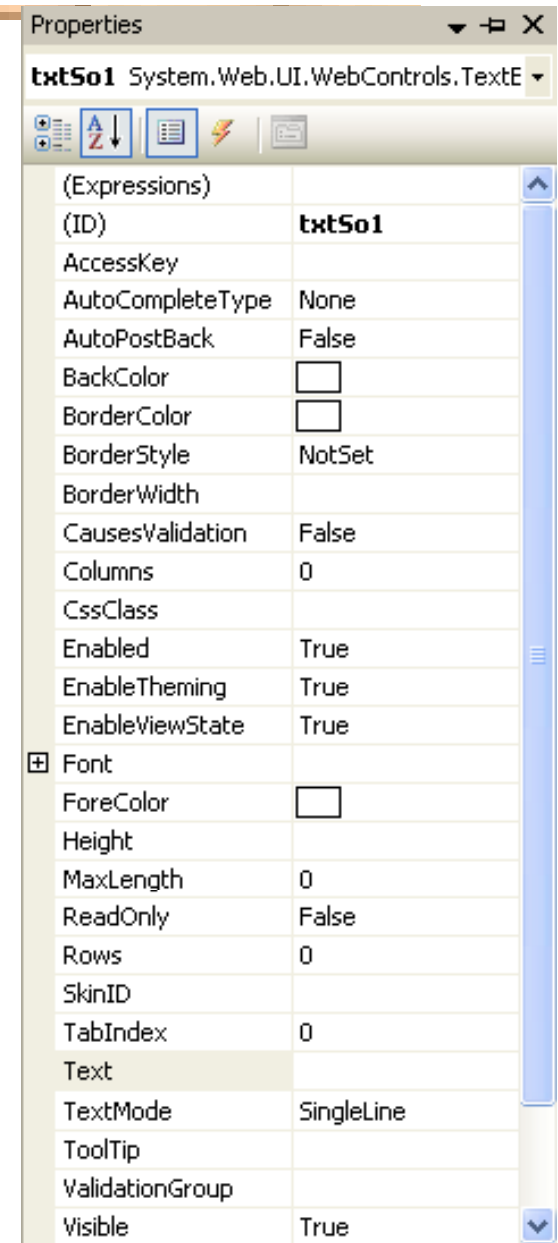 Properties
txtSo1 System.Web.UI.WebControls.TextE
(Expressions)
(ID) txtSo1
AccessKey
AutoCompleteType None
AutoPostBack False
BackColor
BorderColor
BorderStyle NotSet
BorderWidth
CausesValidation False
Columns 0
CssClass
Enabled True
EnableTheming True
EnableViewState True
Font
ForeColor
Height
MaxLength 0
ReadOnly False
Rows 0
SkinID
TabIndex 0
Text
TextMode SingleLine
ToolTip
ValidationGroup
Visible True